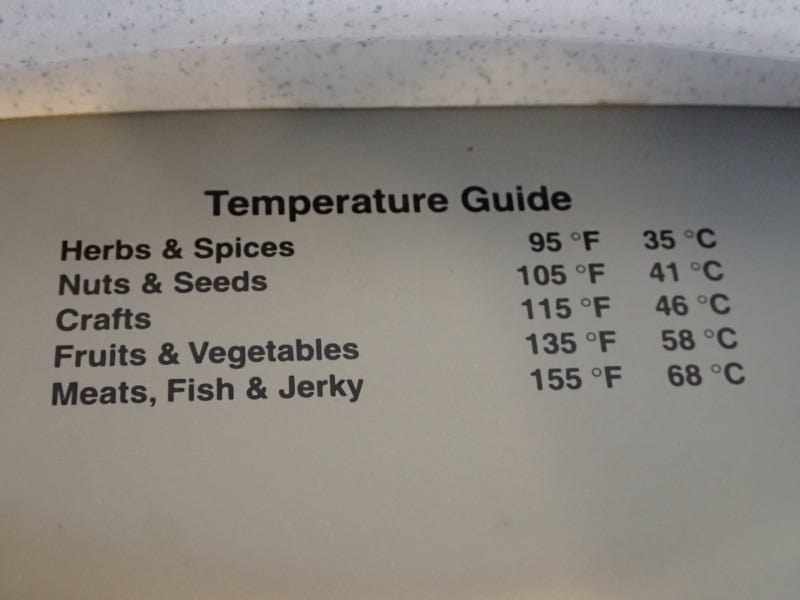 Temperature Guide
Herbs & Spices 95 °F 35 °C
Nuts & Seeds 105 °F 41 °C
Crafts 115 °F 46 °C
Fruits & Vegetables 135 °F 58 °C
Meats, Fish & Jerky 155 °F 68 °C